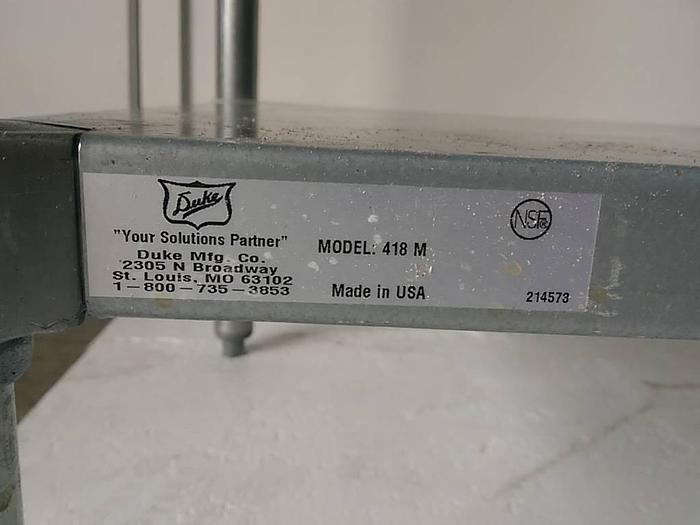 Duke
"Your Solutions Partner"
Duke Mfg. Co.
2305 N Broadway
St. Louis, MO 63102
1-800-735-3853
MODEL: 418 M
Made in USA
NSF
214573